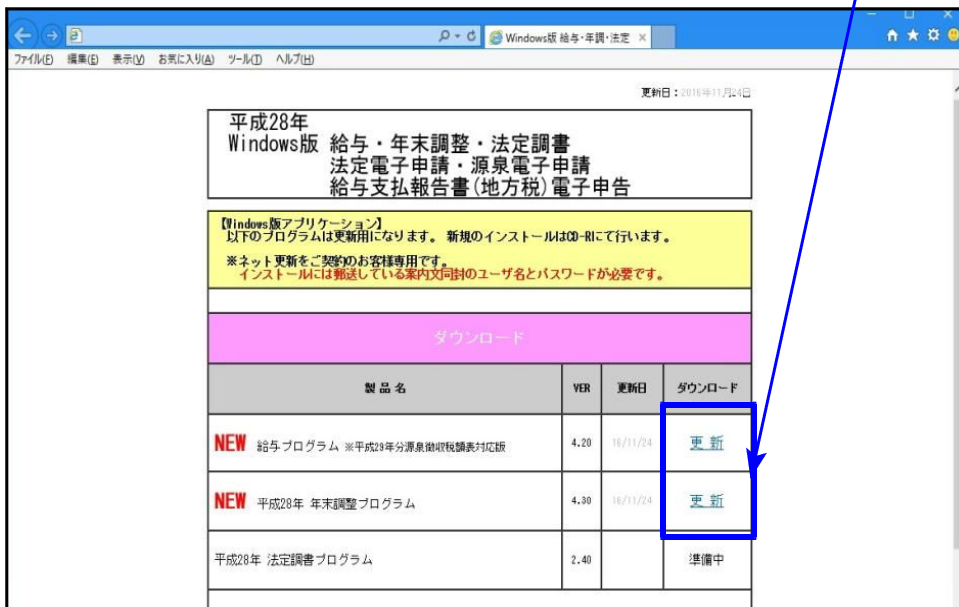 Windows版 給与・年調・法定
ファイル(F) 編集(E) 表示(V) お気に入り(A) ツール(T) ヘルプ(H)
更新日：2016年11月24日
平成28年
Windows版 給与・年末調整・法定調書
法定電子申請・源泉電子申請
給与支払報告書(地方税)電子申告
【Windows版アプリケーション】
以下のプログラムは更新用になります。 新規のインストールはCD-Rにて行います。
※ネット更新をご契約のお客様専用です。
インストールには郵送している案内文同封のユーザ名とパスワードが必要です。
ダウンロード
製品名 VER 更新日 ダウンロード
NEW 給与プログラム ※平成29年分源泉徴収税額表対応版 4.20 16/11/24 更新
NEW 平成28年 年末調整プログラム 4.30 16/11/24 更新
平成28年 法定調書プログラム 2.40 準備中